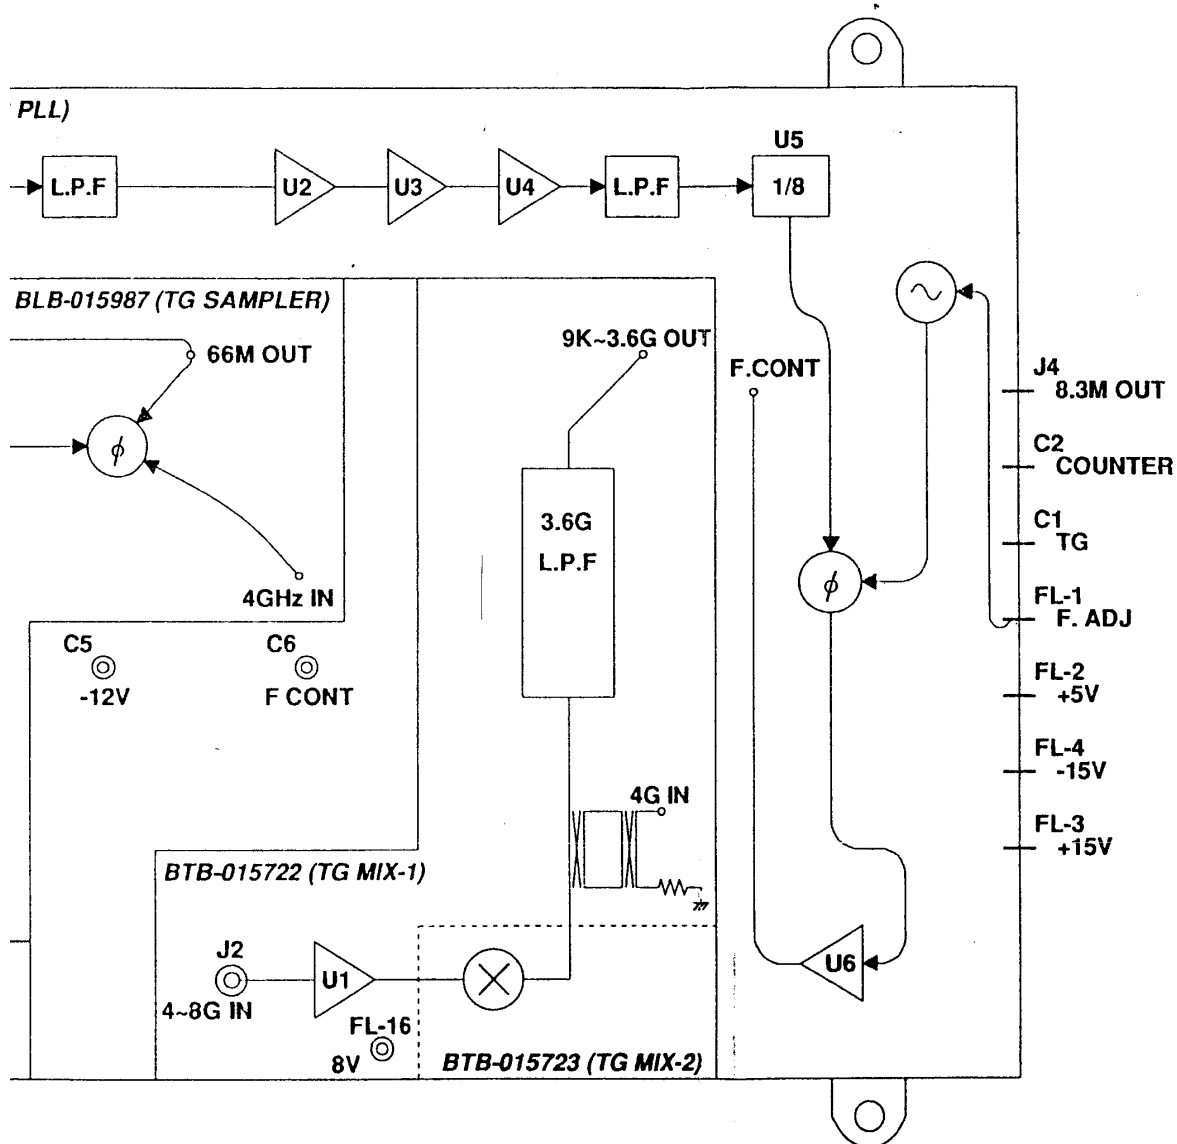 PLL)
U5
L.P.F
U2
U3
U4
L.P.F
1/8
BLB-015987 (TG SAMPLER)
66M OUT
9K~3.6G OUT
F.CONT
J4
8.3M OUT
ϕ
C2
COUNTER
3.6G
L.P.F
C1
TG
4GHz IN
ϕ
FL-1
F. ADJ
C5
-12V
C6
F CONT
FL-2
+5V
FL-4
-15V
4G IN
FL-3
+15V
BTB-015722 (TG MIX-1)
J2
4~8G IN
U1
U6
FL-16
8V
BTB-015723 (TG MIX-2)